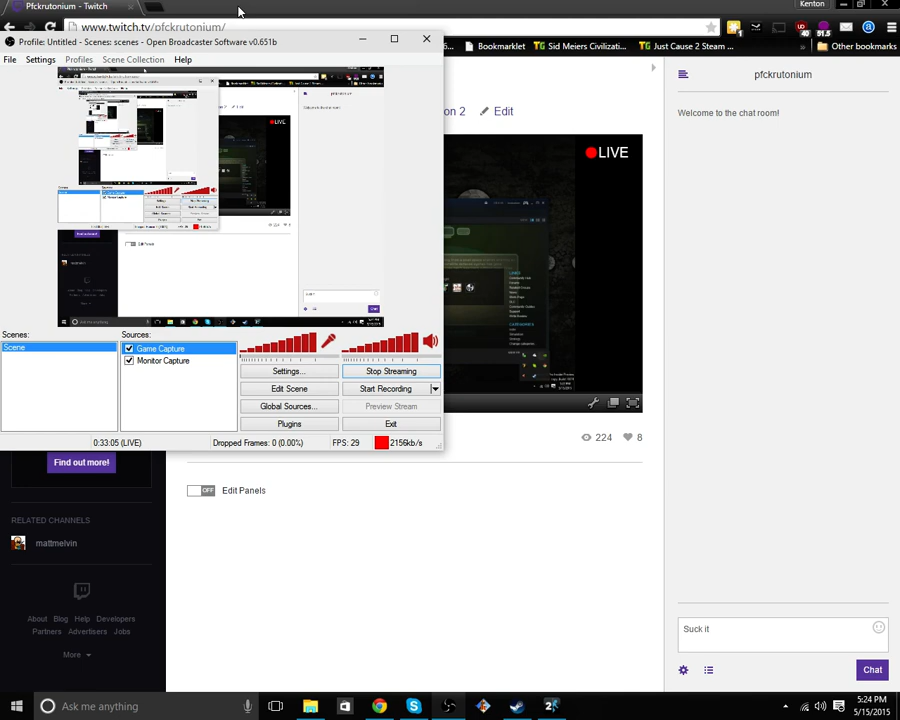 Pfckrutonium - Twitch
Kenton
www.twitch.tv/pfckrutonium/
Profile: Untitled - Scenes: scenes - Open Broadcaster Software v0.651b
Bookmarklet
Sid Meiers Civilizati...
Just Cause 2 Steam ...
Other bookmarks
File Settings Profiles Scene Collection Help
pfckrutonium
on 2 Edit
Welcome to the chat room!
LIVE
Scenes:
Sources:
Scene
Game Capture
Monitor Capture
Settings...
Stop Streaming
Edit Scene
Start Recording
Global Sources...
Preview Stream
Plugins
Exit
0:33:05 (LIVE)
Dropped Frames: 0 (0.00%)
FPS: 29
2156kb/s
224
8
Find out more!
OFF Edit Panels
RELATED CHANNELS
mattmelvin
About Blog Help Developers
Partners Advertisers Jobs
More
Suck it
Chat
Ask me anything
5:24 PM
5/15/2015